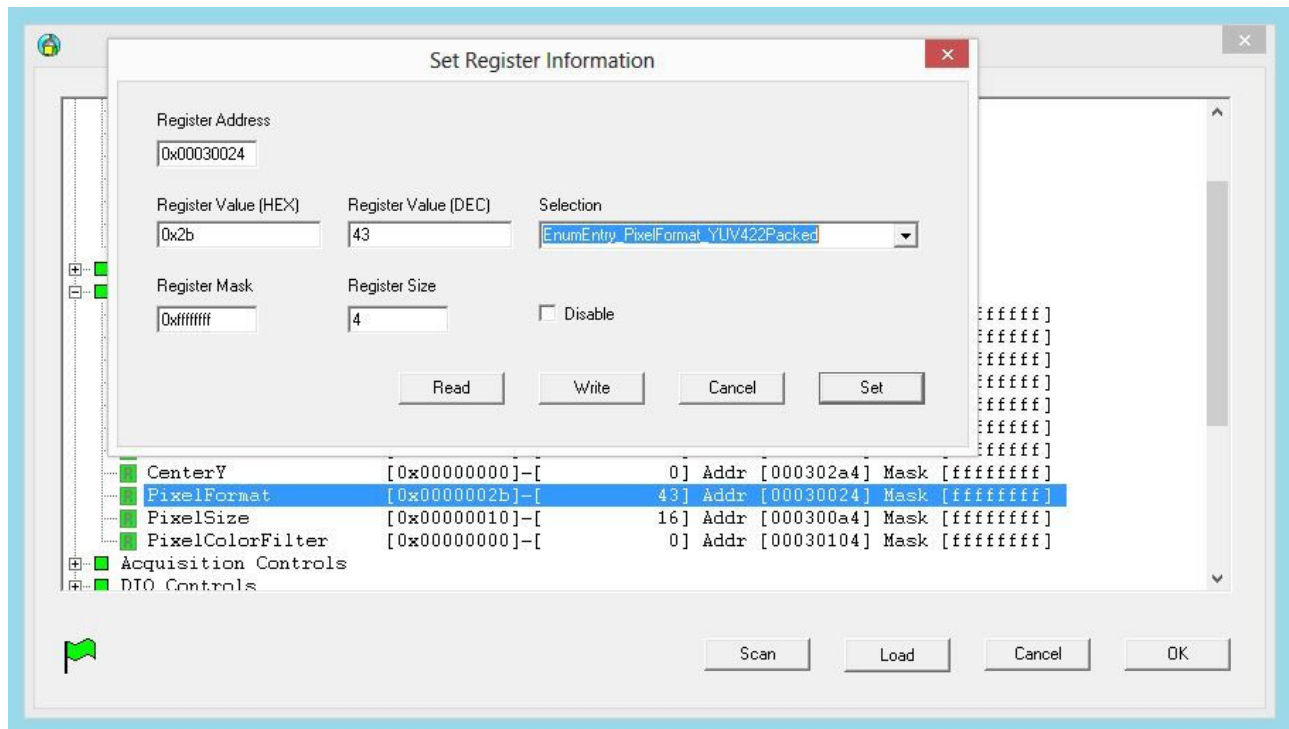 Set Register Information
Register Address
0x00030024
Register Value (HEX) Register Value (DEC) Selection
0x2b 43 EnumEntry_PixelFormat_YUV422Packed
Register Mask Register Size
0xffffffff 4 Disable
Read Write Cancel Set
ffffff]
ffffff]
ffffff]
ffffff]
ffffff]
ffffff]
ffffff]
R CenterY [0x00000000]-[ 0] Addr [000302a4] Mask [ffffffff]
R PixelFormat [0x0000002b]-[ 43] Addr [00030024] Mask [ffffffff]
R PixelSize [0x00000010]-[ 16] Addr [000300a4] Mask [ffffffff]
R PixelColorFilter [0x00000000]-[ 0] Addr [00030104] Mask [ffffffff]
Acquisition Controls
DIO Controls
Scan Load Cancel OK